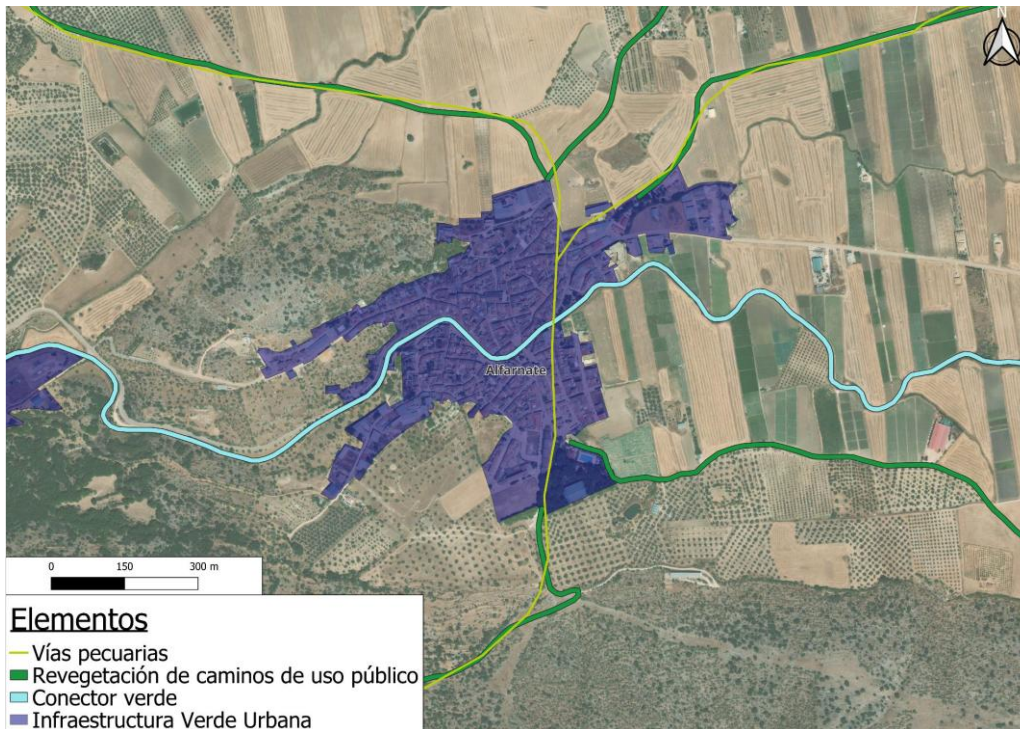 N
Alfarnate
0 150 300 m
Elementos
Vías pecuarias
Revegetación de caminos de uso público
Conector verde
Infraestructura Verde Urbana